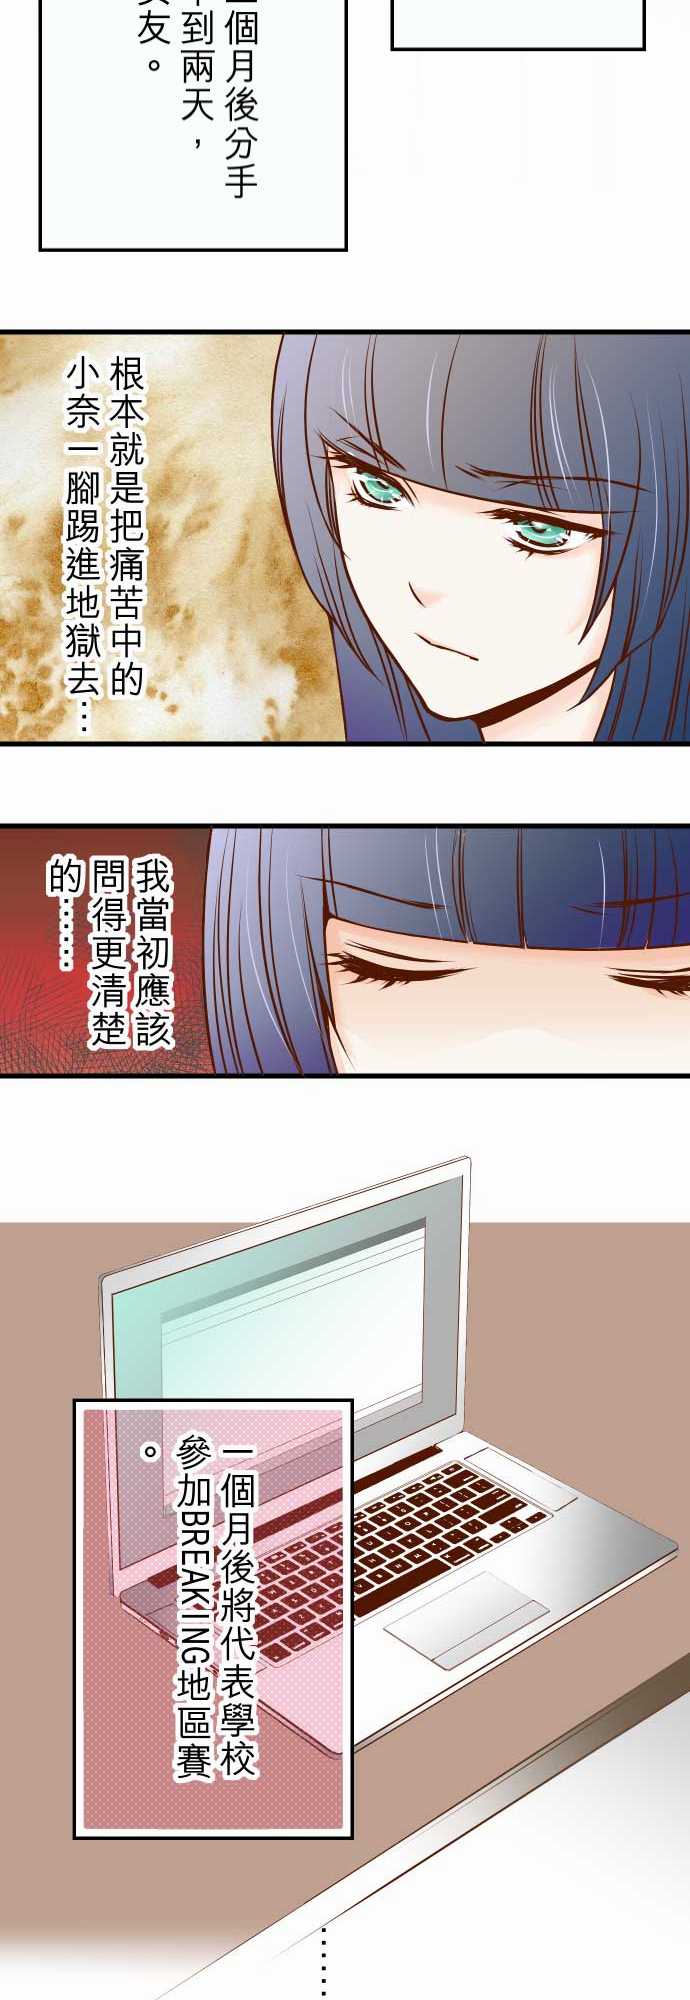 個月後分手
到兩天，
友。
根本就是把痛苦中的
小奈一腳踢進地獄去…
我當初應該
問得更清楚
的……
一個月後將代表學校
參加BREAKING地區賽
。
……